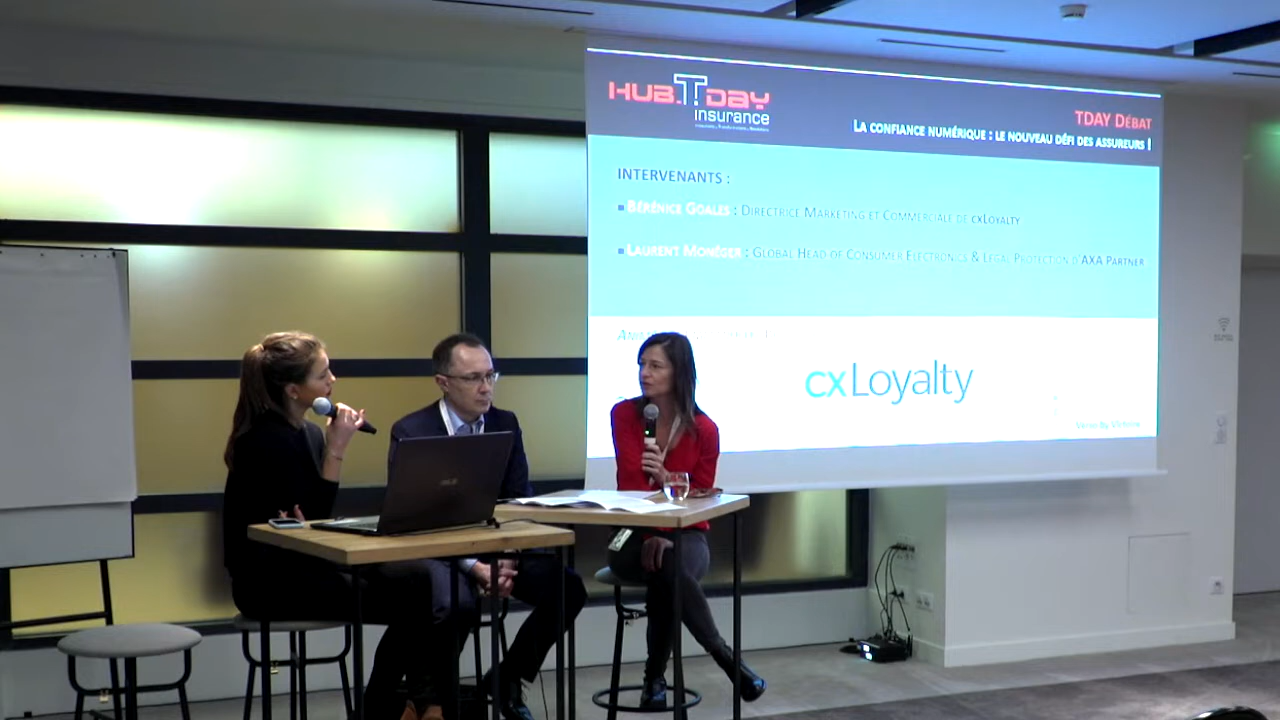 HUB.TDAY
insurance
TDAY DÉBAT
LA CONFIANCE NUMÉRIQUE : LE NOUVEAU DÉFI DES ASSUREURS !
INTERVENANTS :
BÉRÉNICE GOALES : DIRECTRICE MARKETING ET COMMERCIALE DE CXLOYALTY
LAURENT MONÉGER : GLOBAL HEAD OF CONSUMER ELECTRONICS & LEGAL PROTECTION D'AXA PARTNER
cxLoyalty